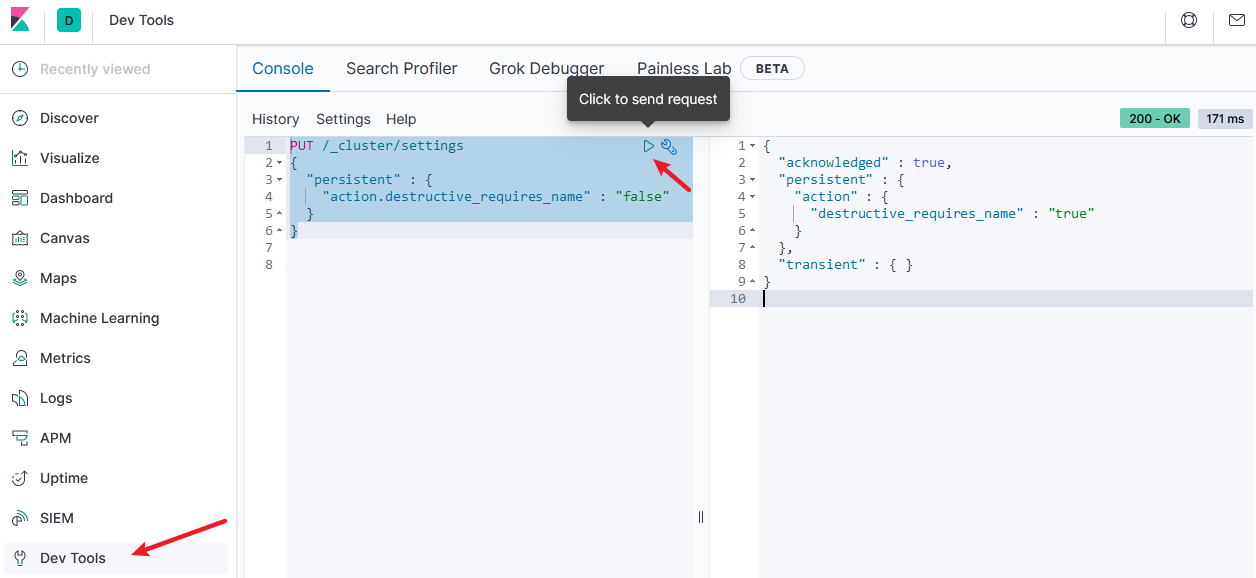 D Dev Tools
Recently viewed
Discover
Visualize
Dashboard
Canvas
Maps
Machine Learning
Metrics
Logs
APM
Uptime
SIEM
Dev Tools
Console Search Profiler Grok Debugger Painless Lab BETA
Click to send request
History Settings Help
200 - OK 171 ms
1 PUT /_cluster/settings
2 {
3 "persistent" : {
4 "action.destructive_requires_name" : "false"
5 }
6 }
7
8
1 {
2 "acknowledged" : true,
3 "persistent" : {
4 "action" : {
5 "destructive_requires_name" : "true"
6 }
7 },
8 "transient" : { }
9 }
10